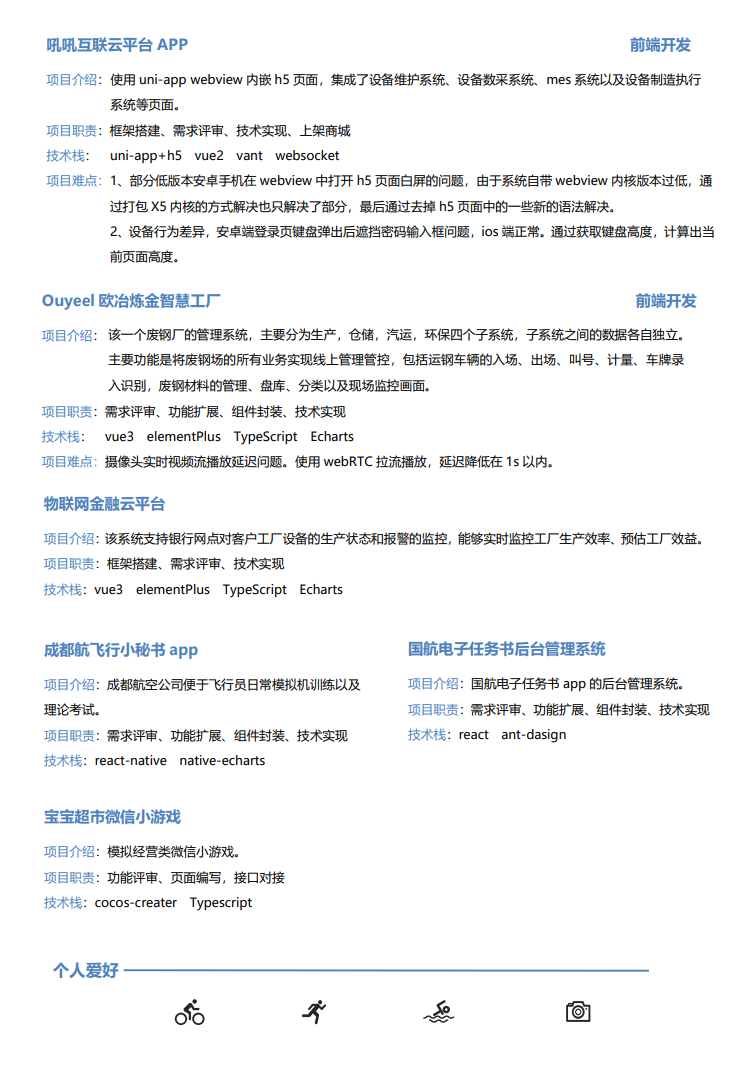 吼吼互联云平台 APP 前端开发
项目介绍：使用 uni-app webview 内嵌 h5 页面，集成了设备维护系统、设备数采系统、mes 系统以及设备制造执行
系统等页面。
项目职责：框架搭建、需求评审、技术实现、上架商城
技术栈： uni-app+h5 vue2 vant websocket
项目难点：1、部分低版本安卓手机在 webview 中打开 h5 页面白屏的问题，由于系统自带 webview 内核版本过低，通
过打包 X5 内核的方式解决也只解决了部分，最后通过去掉 h5 页面中的一些新的语法解决。
2、设备行为差异，安卓端登录页键盘弹出后遮挡密码输入框问题，ios 端正常。通过获取键盘高度，计算出当
前页面高度。
Ouyeel 欧冶炼金智慧工厂 前端开发
项目介绍：该一个废钢厂的管理系统，主要分为生产，仓储，汽运，环保四个子系统，子系统之间的数据各自独立。
主要功能是将废钢场的所有业务实现线上管理管控，包括运钢车辆的入场、出场、叫号、计量、车牌录
入识别，废钢材料的管理、盘库、分类以及现场监控画面。
项目职责：需求评审、功能扩展、组件封装、技术实现
技术栈： vue3 elementPlus TypeScript Echarts
项目难点：摄像头实时视频流播放延迟问题。使用 webRTC 拉流播放，延迟降低在 1s 以内。
物联网金融云平台
项目介绍：该系统支持银行网点对客户工厂设备的生产状态和报警的监控，能够实时监控工厂生产效率、预估工厂效益。
项目职责：框架搭建、需求评审、技术实现
技术栈：vue3 elementPlus TypeScript Echarts
成都航飞行小秘书 app
项目介绍：成都航空公司便于飞行员日常模拟机训练以及
理论考试。
项目职责：需求评审、功能扩展、组件封装、技术实现
技术栈：react-native native-echarts
国航电子任务书后台管理系统
项目介绍：国航电子任务书 app 的后台管理系统。
项目职责：需求评审、功能扩展、组件封装、技术实现
技术栈：react ant-dasign
宝宝超市微信小游戏
项目介绍：模拟经营类微信小游戏。
项目职责：功能评审、页面编写，接口对接
技术栈：cocos-creater Typescript
个人爱好